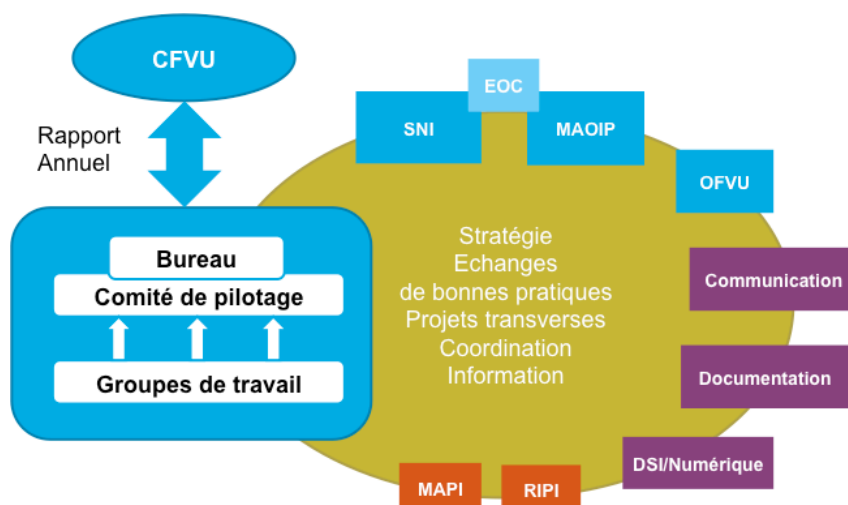 CFVU
Rapport
Annuel
Bureau
Comité de pilotage
Groupes de travail
EOC
SNI
MAOIP
OFVU
Stratégie
Echanges
de bonnes pratiques
Projets transverses
Coordination
Information
Communication
Documentation
DSI/Numérique
MAPI
RIPI